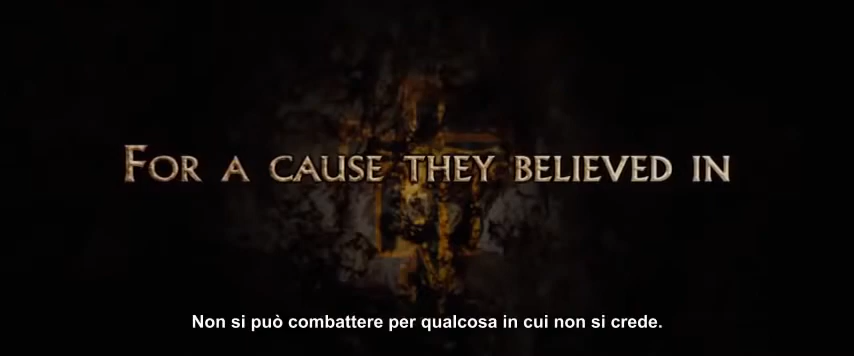 For a cause they believed in
Non si può combattere per qualcosa in cui non si crede.